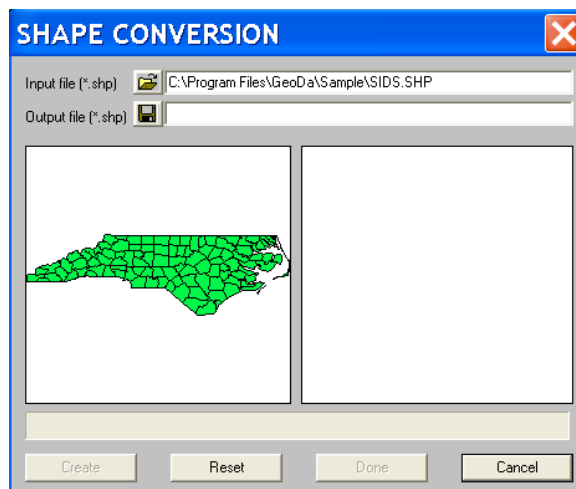 SHAPE CONVERSION
Input file (*.shp) C:\Program Files\GeoDa\Sample\SIDS.SHP
Output file (*.shp)
Create Reset Done Cancel